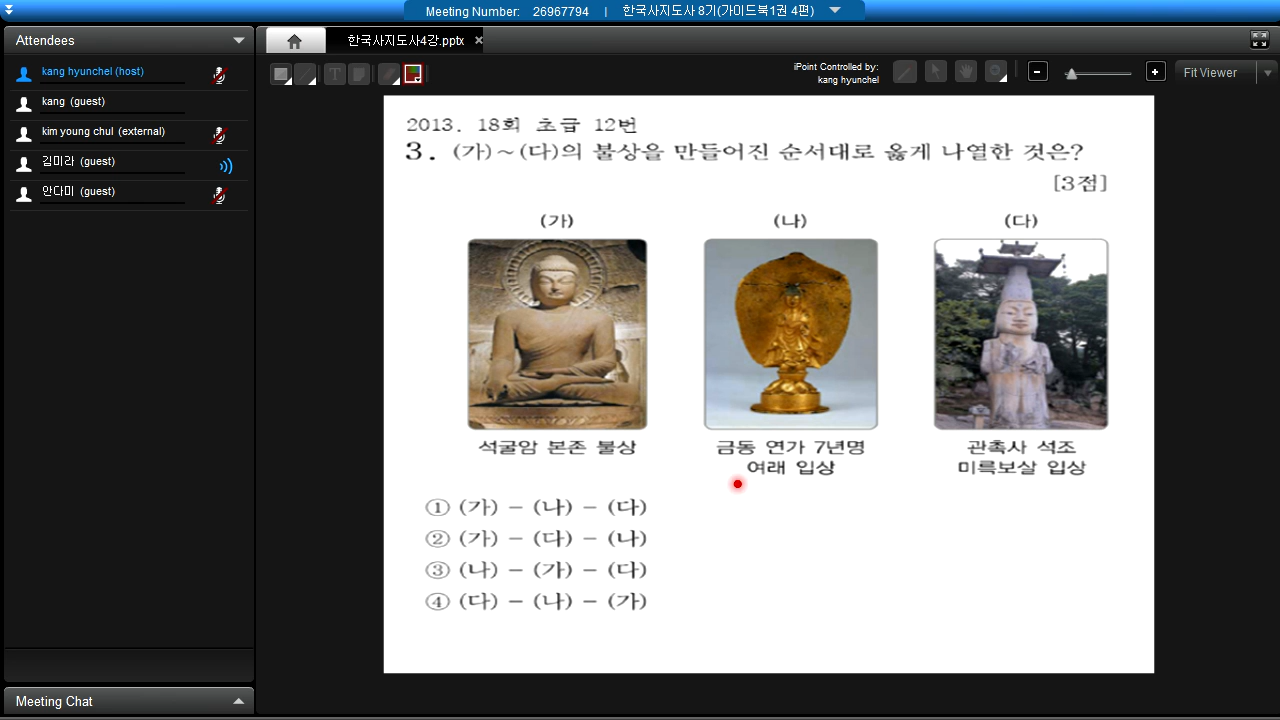 Meeting Number: 26967794 | 한국사지도사 8기(가이드북1권 4편)
Attendees
kang hyunchel (host)
kang (guest)
kim young chul (external)
김미라 (guest)
안다미 (guest)
Meeting Chat
한국사지도사4강.pptx
iPoint Controlled by:
kang hyunchel
Fit Viewer
2013. 18회 초급 12번
3. (가)~(다)의 불상을 만들어진 순서대로 옳게 나열한 것은?
[3점]
(가) (나) (다)
석굴암 본존 불상
금동 연가 7년명
여래 입상
관촉사 석조
미륵보살 입상
① (가) - (나) - (다)
② (가) - (다) - (나)
③ (나) - (가) - (다)
④ (다) - (나) - (가)